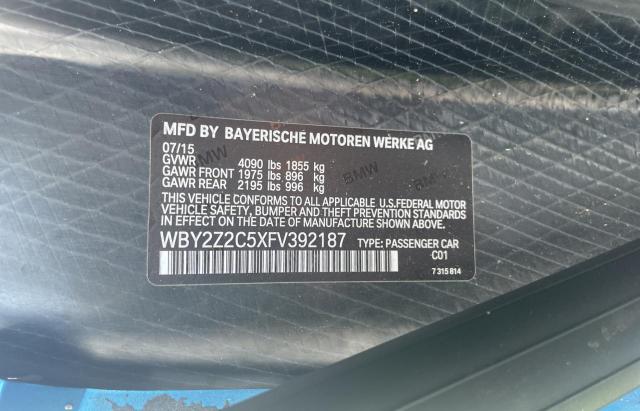 MFD BY BAYERISCHE MOTOREN WERKE AG
07/15
GVWR 4090 lbs 1855 kg
GAWR FRONT 1975 lbs 896 kg
GAWR REAR 2195 lbs 996 kg
THIS VEHICLE CONFORMS TO ALL APPLICABLE U.S.FEDERAL MOTOR
VEHICLE SAFETY, BUMPER AND THEFT PREVENTION STANDARDS
IN EFFECT ON THE DATE OF MANUFACTURE SHOWN ABOVE.
WBY2Z2C5XFV392187 TYPE: PASSENGER CAR
C01
7 315 814
BMW
BMW
BMW